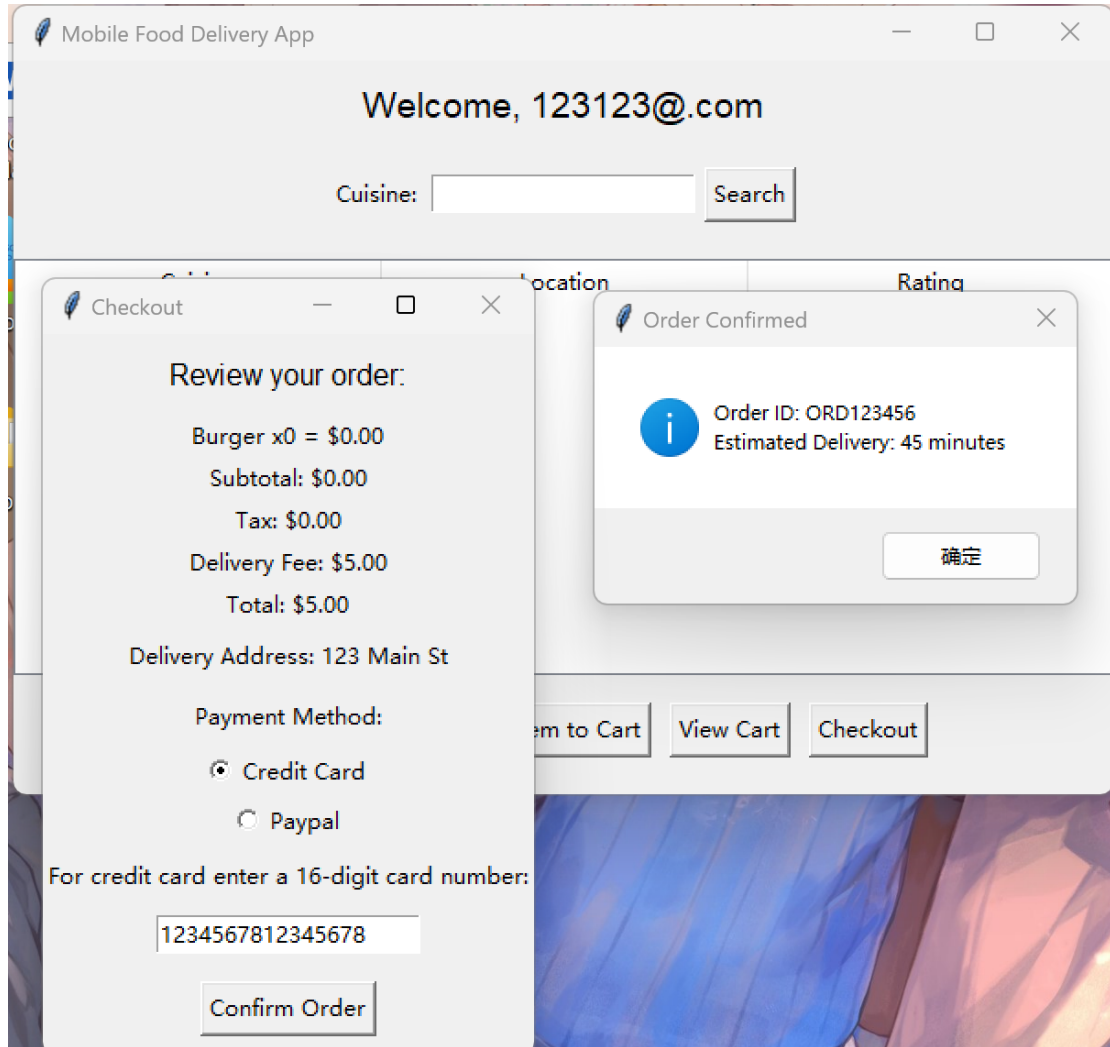 Mobile Food Delivery App
Welcome, 123123@.com
Cuisine:
Search
Location
Rating
Checkout
Review your order:
Burger x0 = $0.00
Subtotal: $0.00
Tax: $0.00
Delivery Fee: $5.00
Total: $5.00
Delivery Address: 123 Main St
Payment Method:
Credit Card
Paypal
For credit card enter a 16-digit card number:
1234567812345678
Confirm Order
Order Confirmed
Order ID: ORD123456
Estimated Delivery: 45 minutes
确定
to Cart
View Cart
Checkout